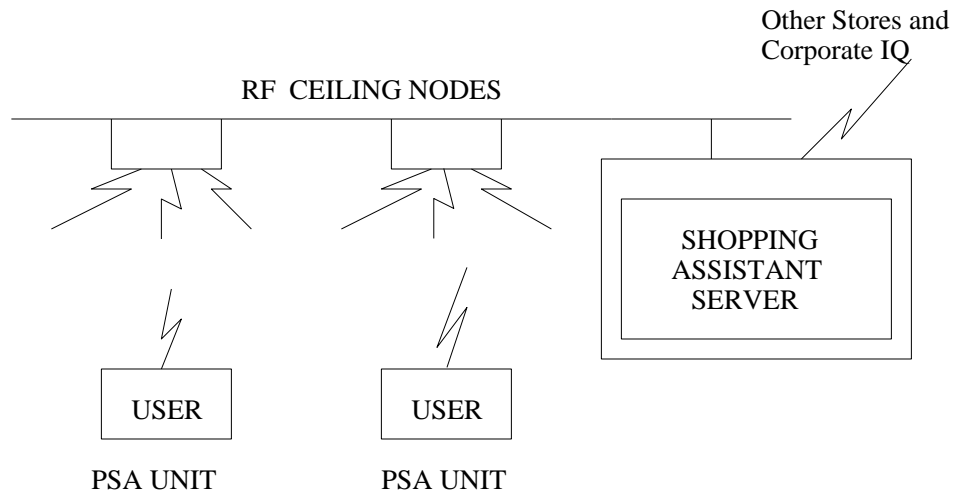 Other Stores and
Corporate IQ
RF CEILING NODES
SHOPPING
ASSISTANT
SERVER
USER
USER
PSA UNIT
PSA UNIT